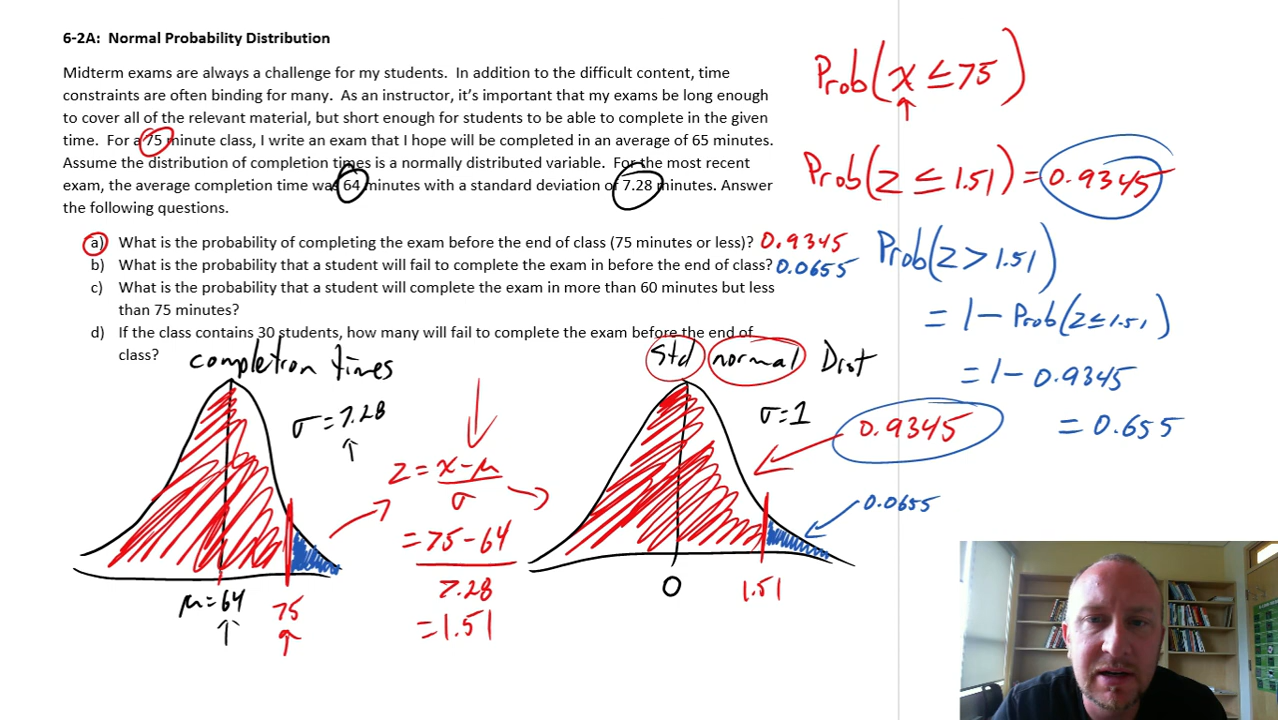 6-2A: Normal Probability Distribution
Midterm exams are always a challenge for my students. In addition to the difficult content, time
constraints are often binding for many. As an instructor, it's important that my exams be long enough
to cover all of the relevant material, but short enough for students to be able to complete in the given
time. For a 75 minute class, I write an exam that I hope will be completed in an average of 65 minutes.
Assume the distribution of completion times is a normally distributed variable. For the most recent
exam, the average completion time was 64 minutes with a standard deviation of 7.28 minutes. Answer
the following questions.
a) What is the probability of completing the exam before the end of class (75 minutes or less)? 0.9345
b) What is the probability that a student will fail to complete the exam in before the end of class? 0.0655
c) What is the probability that a student will complete the exam in more than 60 minutes but less
than 75 minutes?
d) If the class contains 30 students, how many will fail to complete the exam before the end of
class?
Prob(x ≤ 75)
Prob(z ≤ 1.51) = 0.9345
Prob(z > 1.51)
= 1 - Prob(z ≤ 1.51)
= 1 - 0.9345
= 0.655
completion times
σ = 7.28
μ = 64
75
z = x - μ
σ
= 75 - 64
7.28
= 1.51
Std normal Dist
σ = 1
0.9345
0.0655
0
1.51